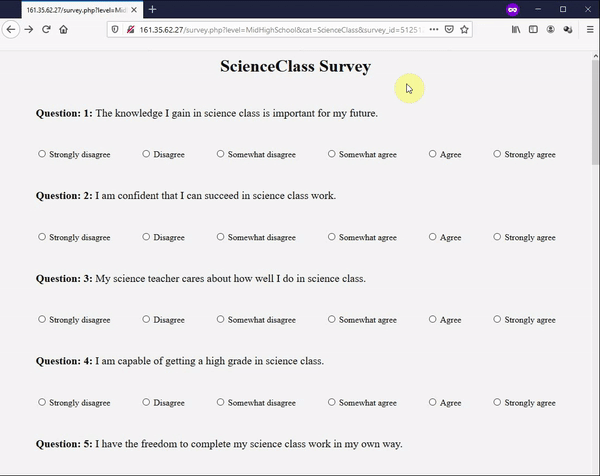 161.35.62.27/survey.php?level=Mid
161.35.62.27/survey.php?level=MidHighSchool&cat=ScienceClass&survey_id=5125
ScienceClass Survey
Question: 1: The knowledge I gain in science class is important for my future.
Strongly disagree Disagree Somewhat disagree Somewhat agree Agree Strongly agree
Question: 2: I am confident that I can succeed in science class work.
Strongly disagree Disagree Somewhat disagree Somewhat agree Agree Strongly agree
Question: 3: My science teacher cares about how well I do in science class.
Strongly disagree Disagree Somewhat disagree Somewhat agree Agree Strongly agree
Question: 4: I am capable of getting a high grade in science class.
Strongly disagree Disagree Somewhat disagree Somewhat agree Agree Strongly agree
Question: 5: I have the freedom to complete my science class work in my own way.